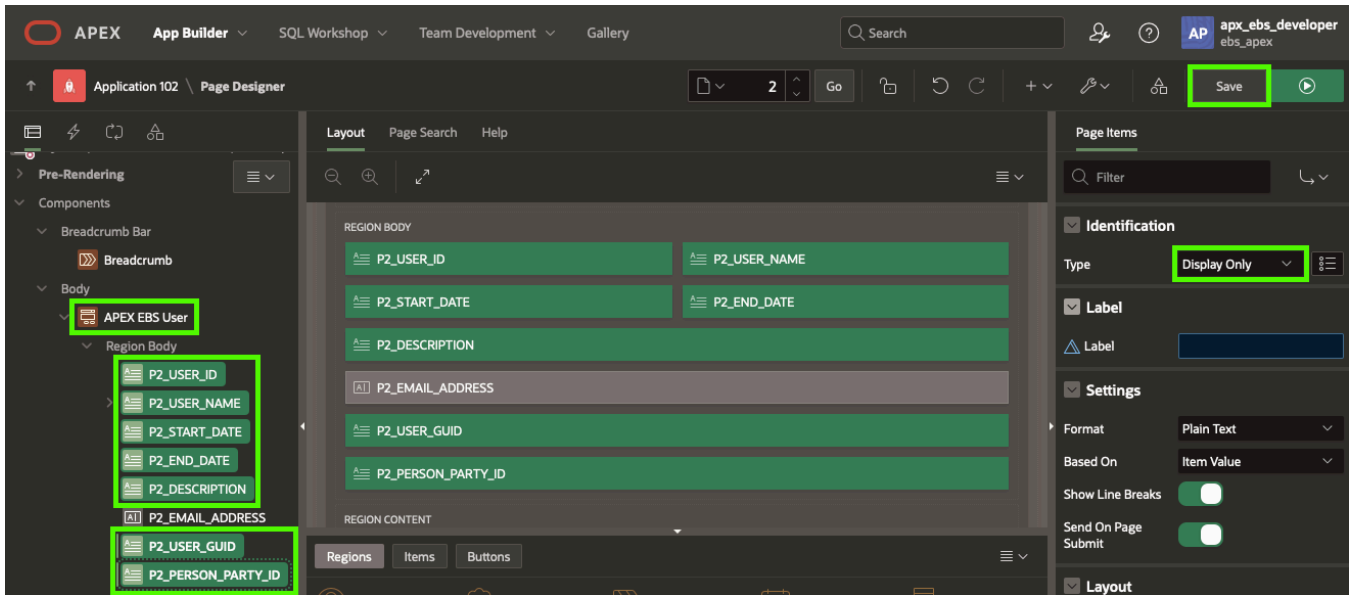 APEX App Builder SQL Workshop Team Development Gallery Search AP apx_ebs_developer
ebs_apex
Application 102 \ Page Designer 2 Go Save
Layout Page Search Help
Page Items
Pre-Rendering
Components
Breadcrumb Bar
Breadcrumb
Body
APEX EBS User
Region Body
P2_USER_ID
P2_USER_NAME
P2_START_DATE
P2_END_DATE
P2_DESCRIPTION
P2_EMAIL_ADDRESS
P2_USER_GUID
P2_PERSON_PARTY_ID
REGION BODY
P2_USER_ID P2_USER_NAME
P2_START_DATE P2_END_DATE
P2_DESCRIPTION
P2_EMAIL_ADDRESS
P2_USER_GUID
P2_PERSON_PARTY_ID
REGION CONTENT
Regions Items Buttons
Filter
Identification
Type Display Only
Label
Label
Settings
Format Plain Text
Based On Item Value
Show Line Breaks
Send On Page
Submit
Layout